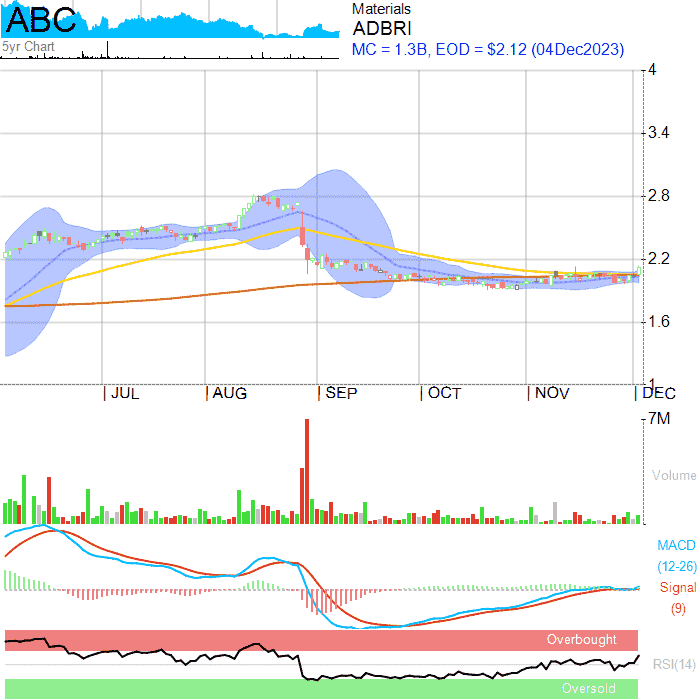 ABC
5yr Chart
Materials
ADBRI
MC = 1.3B, EOD = $2.12 (04Dec2023)
4
3.4
2.8
2.2
1.6
1
JUL AUG SEP OCT NOV DEC
7M
Volume
MACD
(12-26)
Signal
(9)
Overbought
RSI(14)
Oversold